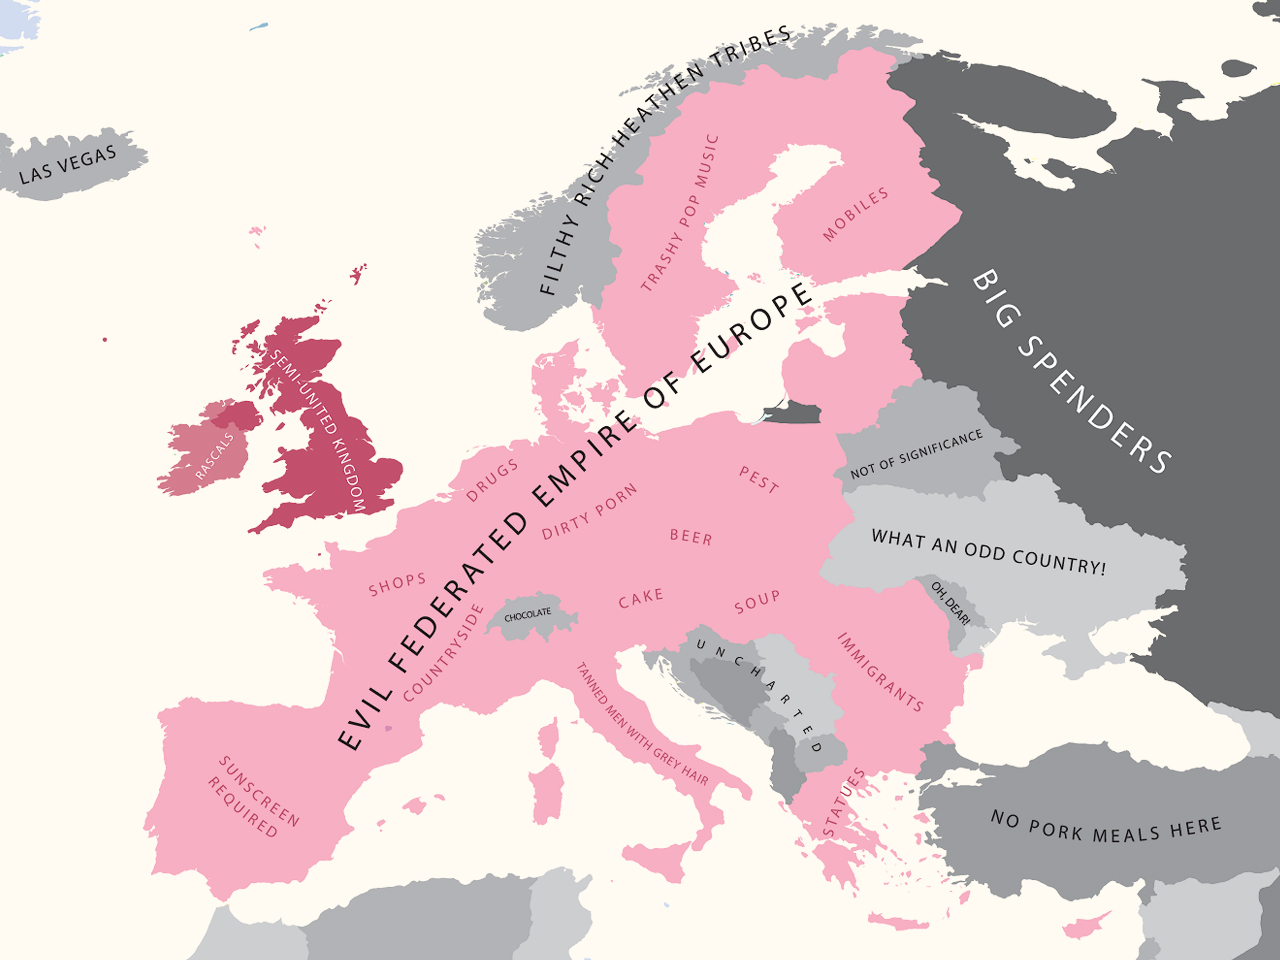 FILTHY RICH HEATHEN TRIBES
LAS VEGAS
TRASHY POP MUSIC
MOBILES
BIG SPENDERS
EVIL FEDERATED EMPIRE OF EUROPE
SEMI-UNITED KINGDOM
RASCALS
NOT OF SIGNIFICANCE
DRUGS
DIRTY PORN
PEST
BEER
WHAT AN ODD COUNTRY!
SHOPS
CAKE
SOUP
OH, DEAR!
CHOCOLATE
COUNTRYSIDE
UNCHARTED
IMMIGRANTS
TANNED MEN WITH GREY HAIR
SUNSCREEN
REQUIRED
STATUES
NO PORK MEALS HERE